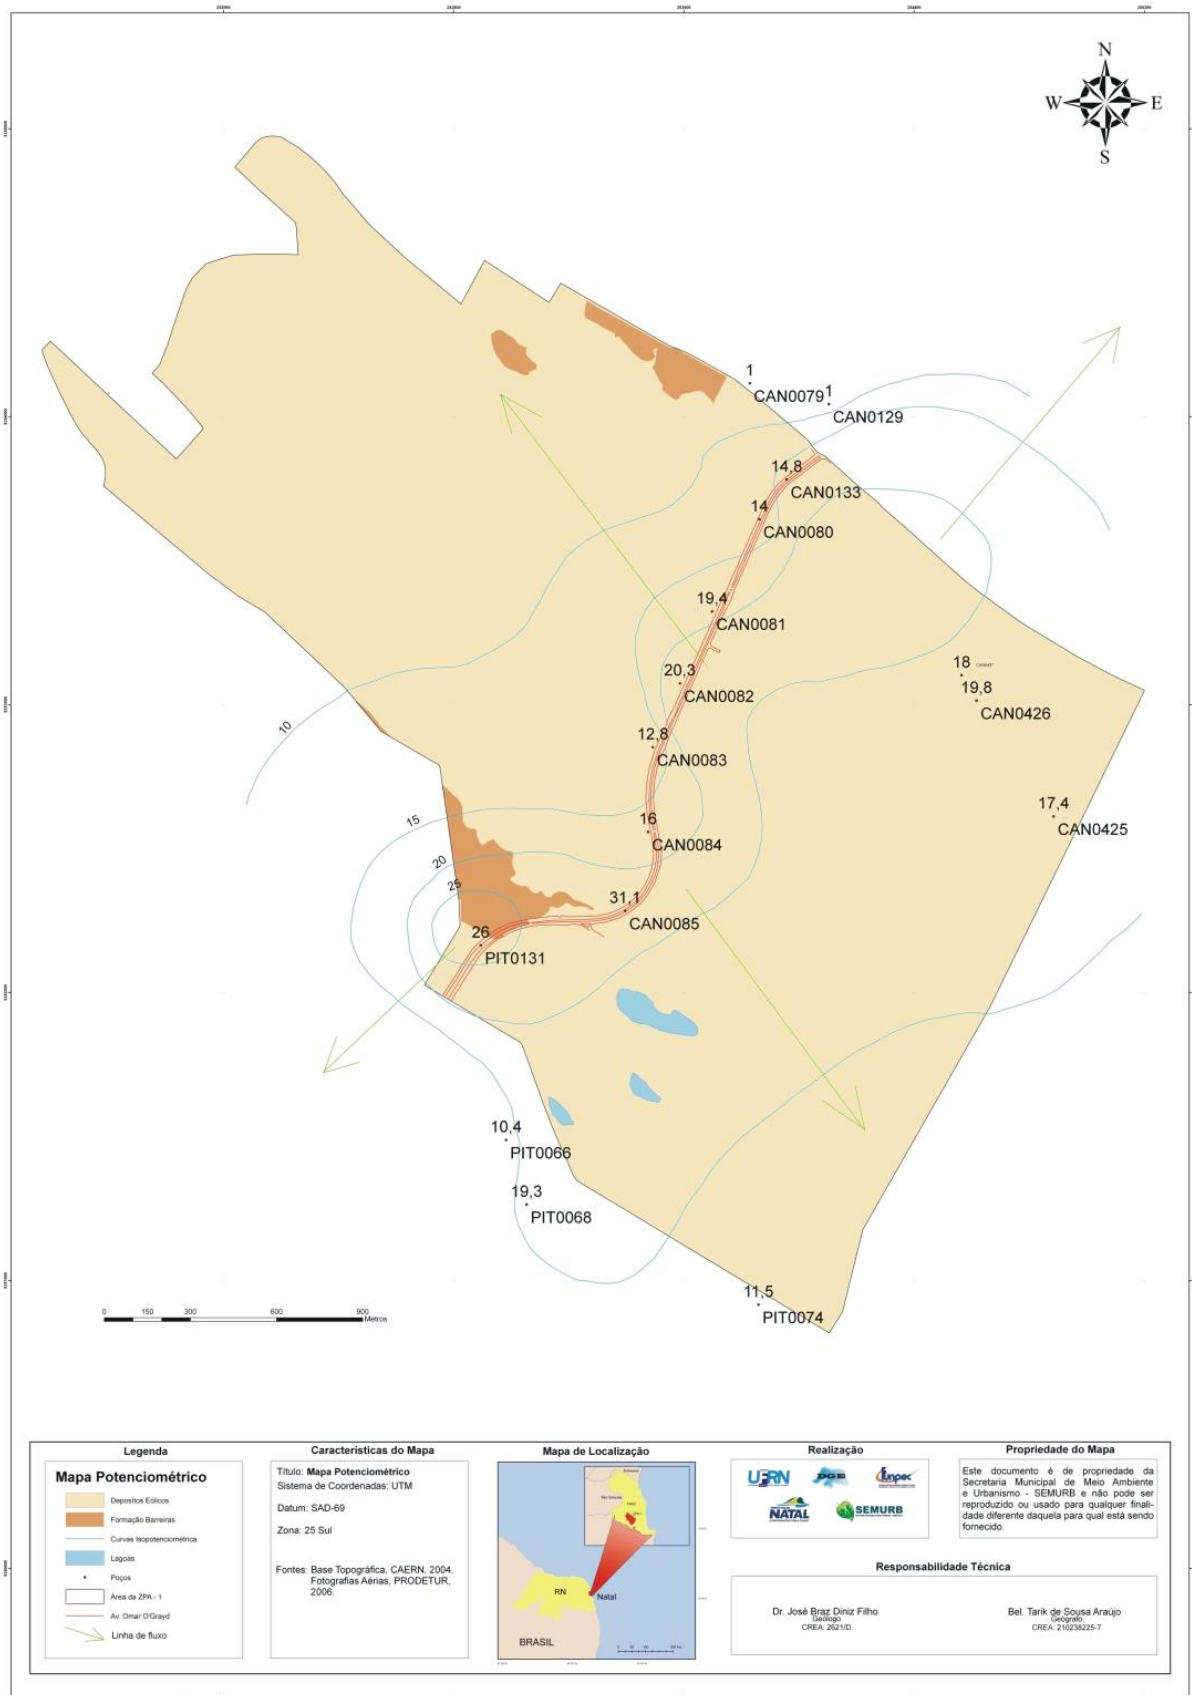 N
W
E
S
1
CAN0079
1
CAN0129
14,8
CAN0133
14
CAN0080
19,4
CAN0081
20,3
CAN0082
18
19,8
CAN0426
12,8
CAN0083
10
17,4
CAN0425
15
16
CAN0084
20
25
31,1
CAN0085
26
PIT0131
10,4
PIT0066
19,3
PIT0068
11,5
PIT0074
0 150 300 600 900
Metros
Legenda
Mapa Potenciométrico
Depositos Eólicos
Formação Barreiras
Curvas Isopotenciométrica
Lagoas
Poços
Área da ZPA - 1
Av. Omar O'Grayd
Linha de fluxo
Características do Mapa
Título: Mapa Potenciométrico
Sistema de Coordenadas: UTM
Datum: SAD-69
Zona: 25 Sul
Fontes: Base Topográfica, CAERN, 2004.
Fotografias Aérias, PRODETUR,
2006.
Mapa de Localização
RN
Natal
BRASIL
Realização
UFRN
DGE
funpec
NATAL
SEMURB
Propriedade do Mapa
Este documento é de propriedade da
Secretaria Municipal de Meio Ambiente
e Urbanismo - SEMURB e não pode ser
reproduzido ou usado para qualquer finali-
dade diferente daquela para qual está sendo
fornecido.
Responsabilidade Técnica
Dr. José Braz Diniz Filho
Geólogo
CREA: 2621/D
Bel. Tarik de Sousa Araújo
Geógrafo
CREA: 210238225-7